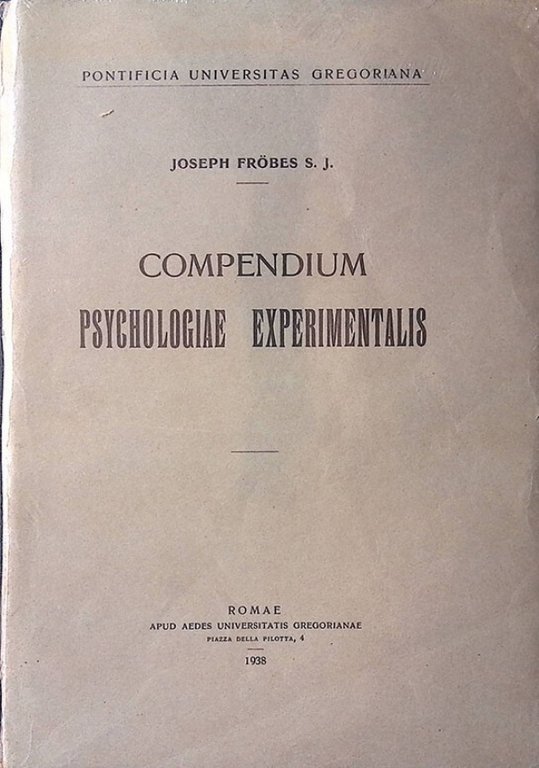 PONTIFICIA UNIVERSITAS GREGORIANA
JOSEPH FRÖBES S. J.
COMPENDIUM
PSYCHOLOGIAE EXPERIMENTALIS
ROMAE
APUD AEDES UNIVERSITATIS GREGORIANAE
PIAZZA DELLA PILOTTA, 4
1938